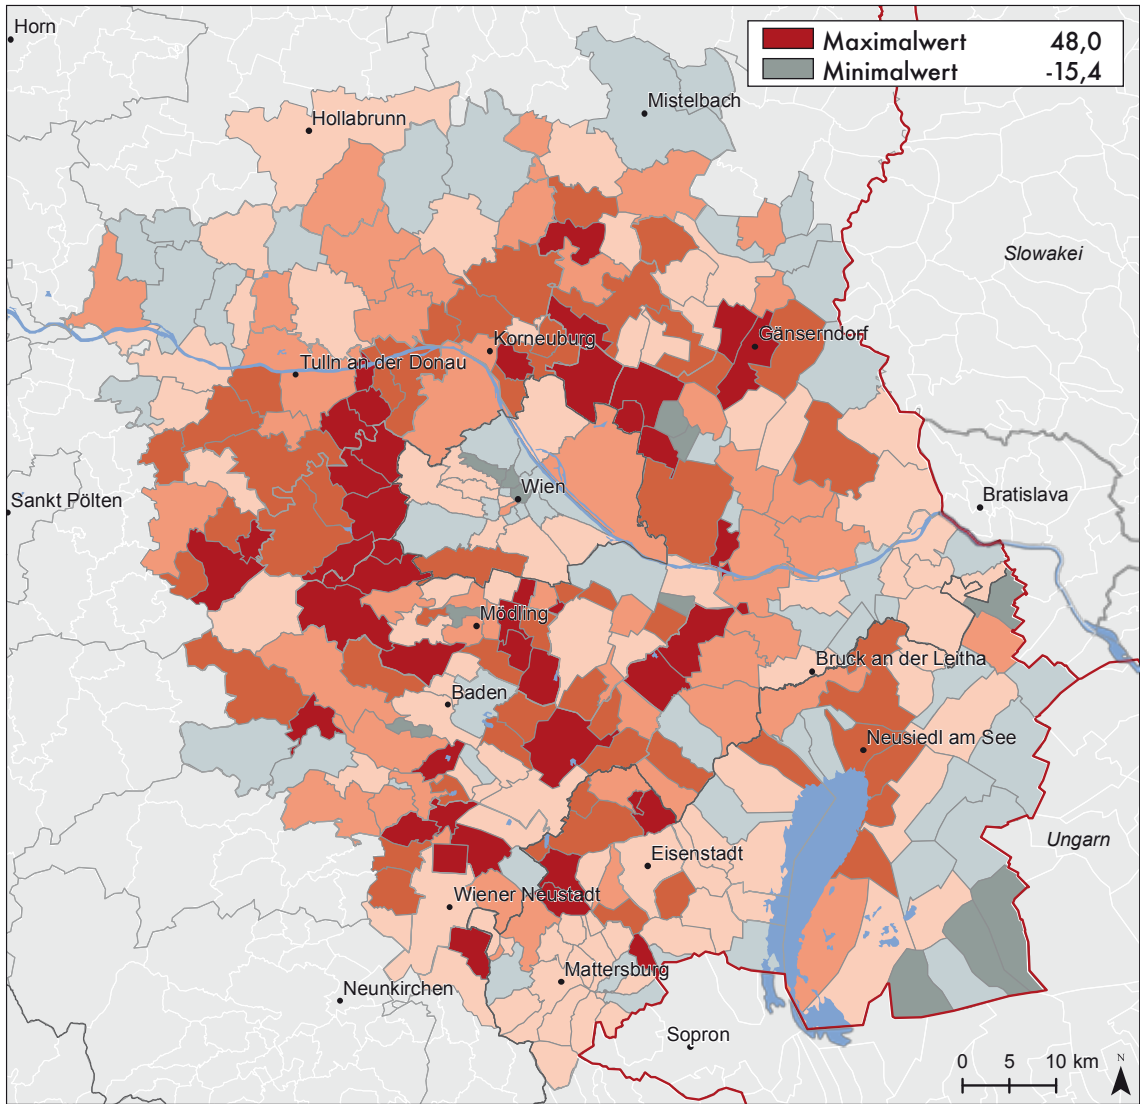 Horn
Maximalwert 48,0
Minimalwert -15,4
Mistelbach
Hollabrunn
Slowakei
Gänserndorf
Korneuburg
Tulln an der Donau
Wien
Bratislava
Sankt Pölten
Mödling
Bruck an der Leitha
Baden
Neusiedl am See
Ungarn
Eisenstadt
Wiener Neustadt
Mattersburg
Neunkirchen
Sopron
0 5 10 km
N